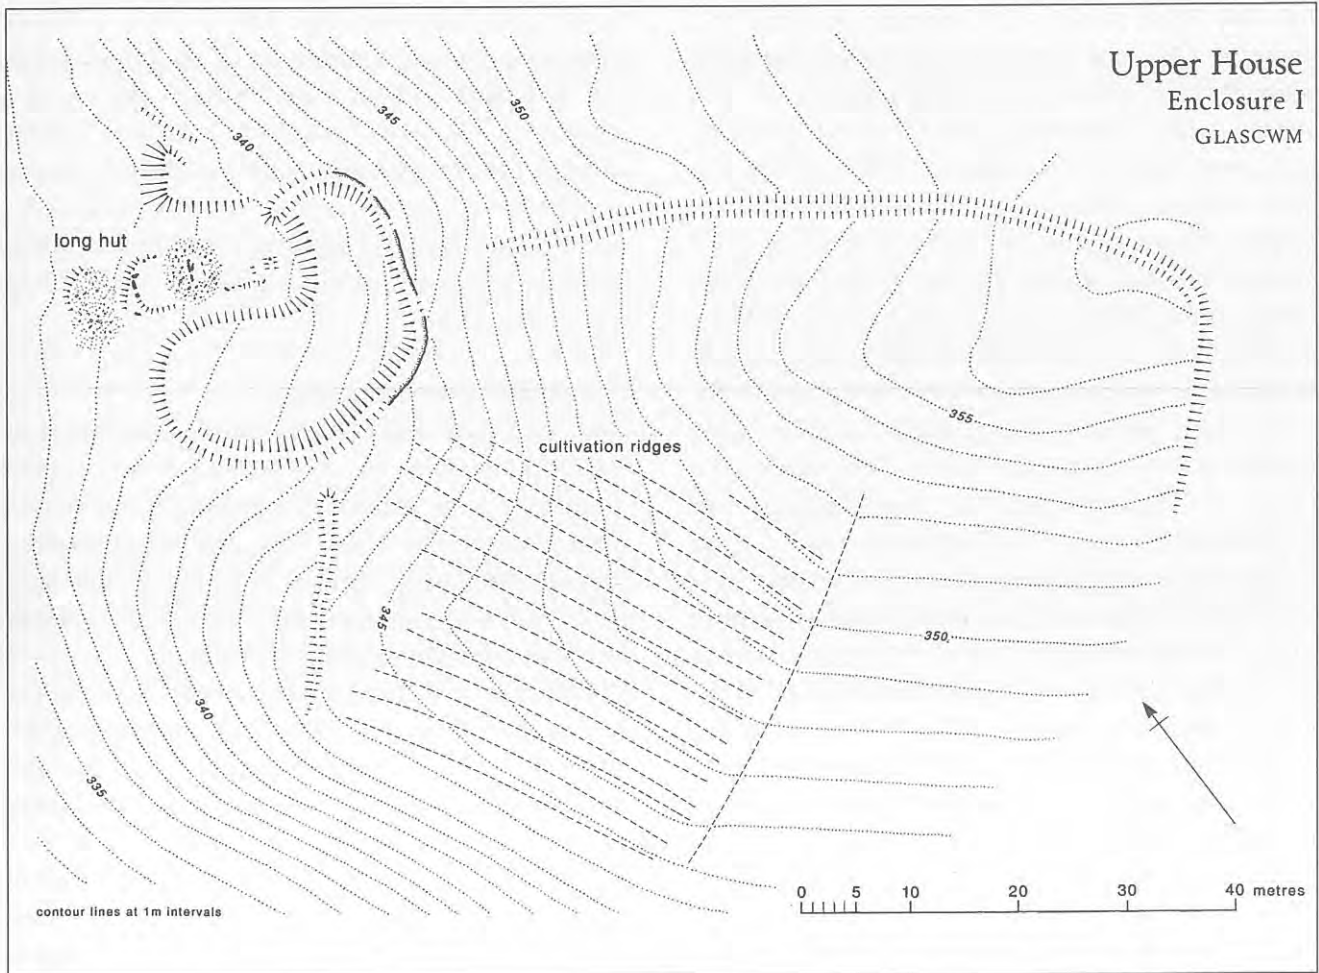 Upper House
Enclosure I
GLASCWM
350
345
340
long hut
355
cultivation ridges
345
350
340
335
0 5 10 20 30 40 metres
contour lines at 1m intervals